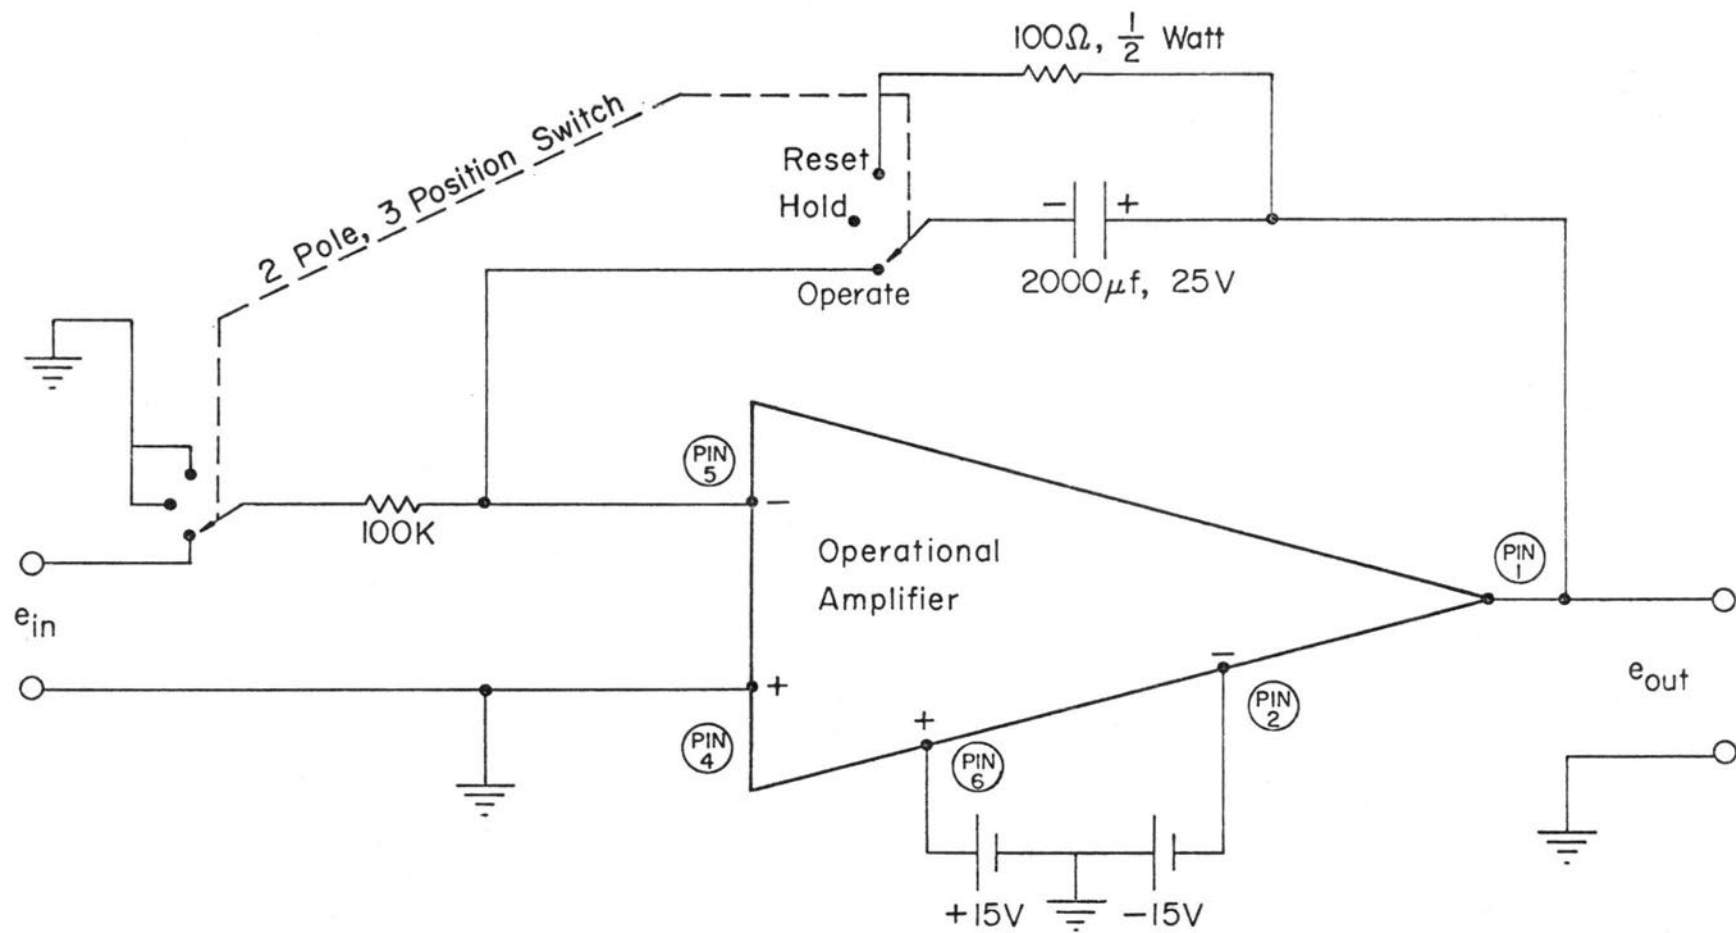 100Ω, 1/2 Watt
2 Pole, 3 Position Switch
Reset
Hold
- +
2000μf, 25V
Operate
PIN 5
-
100K
Operational
Amplifier
PIN 1
e_in
+
-
e_out
PIN 4
+
PIN 6
PIN 2
+15V
-15V